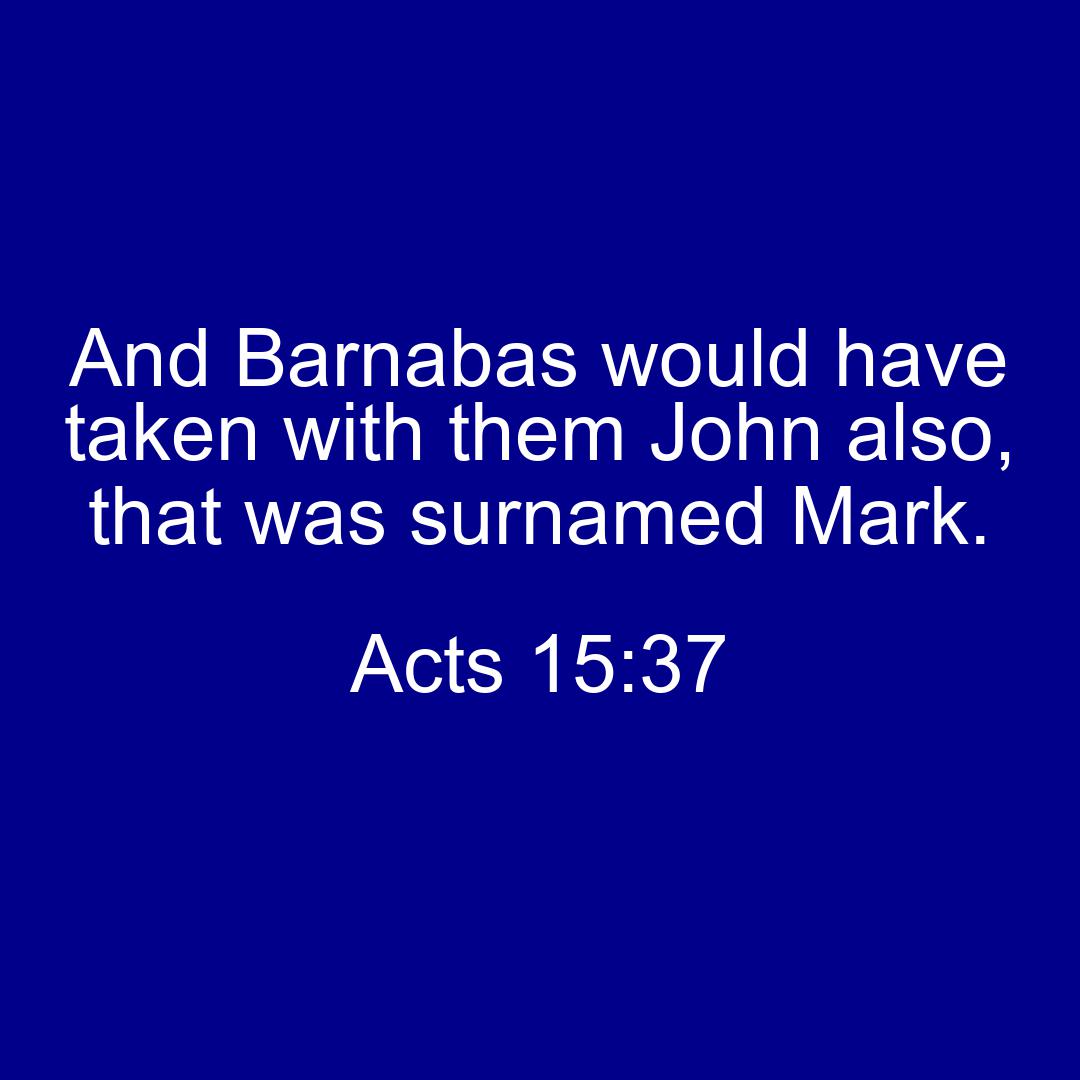 And Barnabas would have
taken with them John also,
that was surnamed Mark.
Acts 15:37